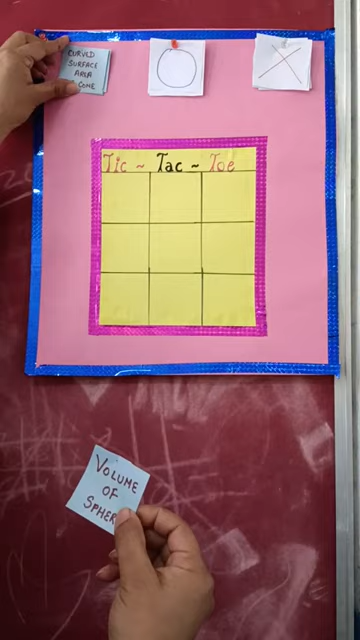 CURVED
SURFACE
AREA
CONE
Tic ~ Tac ~ Toe
VOLUME
OF
SPHERE